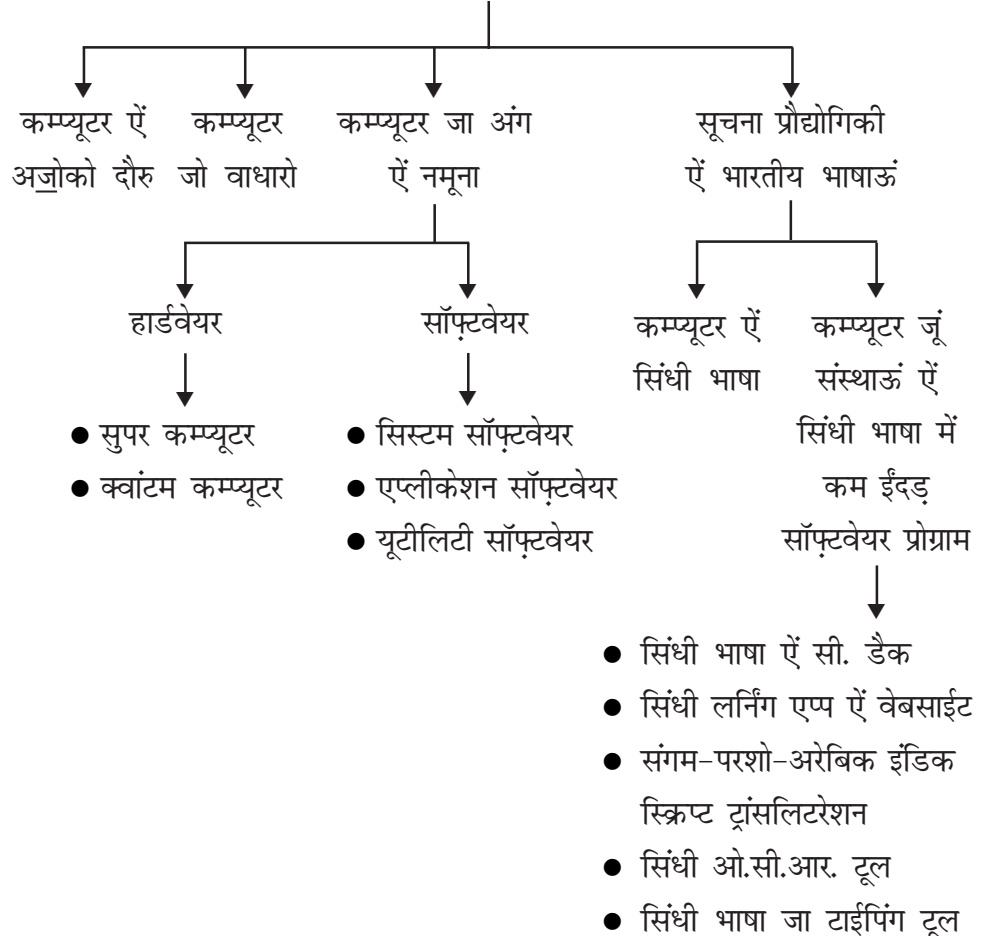 कम्प्यूटर ऐं
अजो॒को दौरु
कम्प्यूटर
जो वाधारो
कम्प्यूटर जा अंग
ऐं नमूना
सूचना प्रौद्योगिकी
ऐं भारतीय भाषाऊं
हार्डवेयर
सॉफ़्टवेयर
कम्प्यूटर ऐं
सिंधी भाषा
कम्प्यूटर जूं
संस्थाऊं ऐं
सिंधी भाषा में
कम ईंदड़
सॉफ़्टवेयर प्रोग्राम
● सुपर कम्प्यूटर
● क्वांटम कम्प्यूटर
● सिस्टम सॉफ़्टवेयर
● एप्लीकेशन सॉफ़्टवेयर
● यूटीलिटी सॉफ़्टवेयर
● सिंधी भाषा ऐं सी. डैक
● सिंधी लर्निंग एप्प ऐं वेबसाईट
● संगम-परशो-अरेबिक इंडिक
स्क्रिप्ट ट्रांसलिटरेशन
● सिंधी ओ.सी.आर. टूल
● सिंधी भाषा जा टाईपिंग टूल